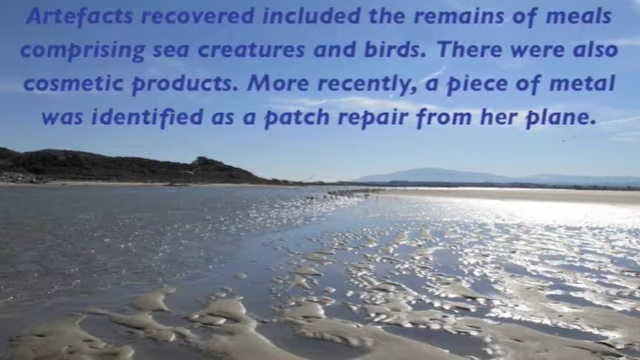 Artefacts recovered included the remains of meals
comprising sea creatures and birds. There were also
cosmetic products. More recently, a piece of metal
was identified as a patch repair from her plane.